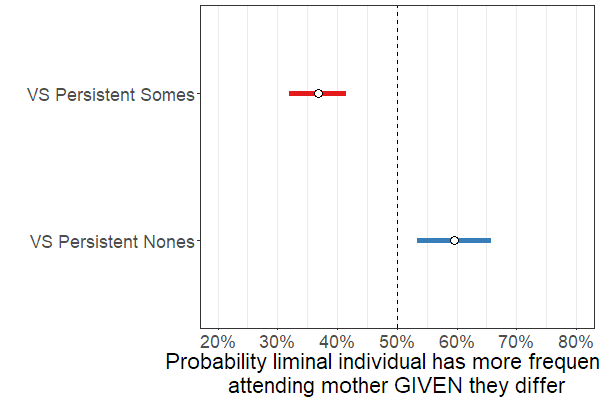 VS Persistent Somes
VS Persistent Nones
20% 30% 40% 50% 60% 70% 80%
Probability liminal individual has more frequen
attending mother GIVEN they differ